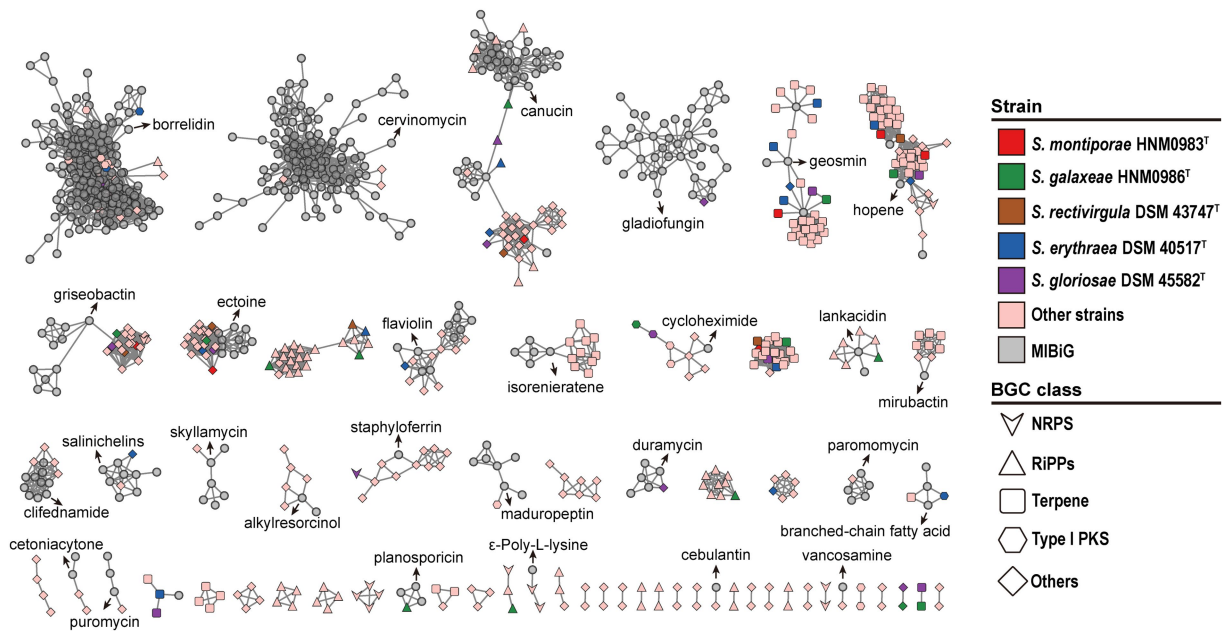 borrelidin
cervinomycin
canucin
gladiofungin
geosmin
hopene
griseobactin
ectoine
flaviolin
isorenieratene
cycloheximide
lankacidin
mirubactin
salinichelins
clifednamide
skyllamycin
alkylresorcinol
staphyloferrin
maduropeptin
duramycin
paromomycin
branched-chain fatty acid
cetoniacytone
puromycin
planosporicin
ε-Poly-L-lysine
cebulantin
vancosamine
Strain
S. montiporae HNM0983ᵀ
S. galaxeae HNM0986ᵀ
S. rectivirgula DSM 43747ᵀ
S. erythraea DSM 40517ᵀ
S. gloriosae DSM 45582ᵀ
Other strains
MIBiG
BGC class
NRPS
RiPPs
Terpene
Type I PKS
Others